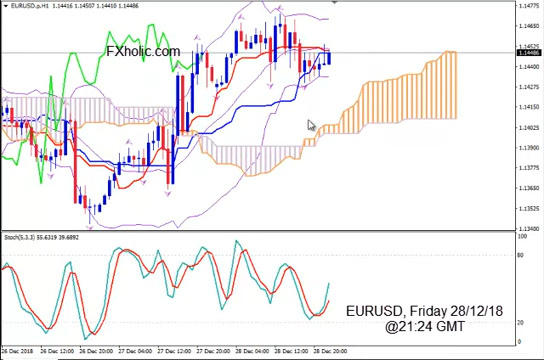 EURUSD.p,H1 1.14416 1.14507 1.14410 1.14486
FXholic.com
1.14775
1.14650
1.14525
1.14486
1.14400
1.14275
1.14150
1.14025
1.13900
1.13775
1.13650
1.13525
1.13400
Stoch(5,3,3) 55.6319 39.6892
100
80
20
0
EURUSD, Friday 28/12/18
@21:24 GMT
26 Dec 2018
26 Dec 12:00
26 Dec 20:00
27 Dec 04:00
27 Dec 12:00
27 Dec 20:00
28 Dec 04:00
28 Dec 12:00
28 Dec 20:00